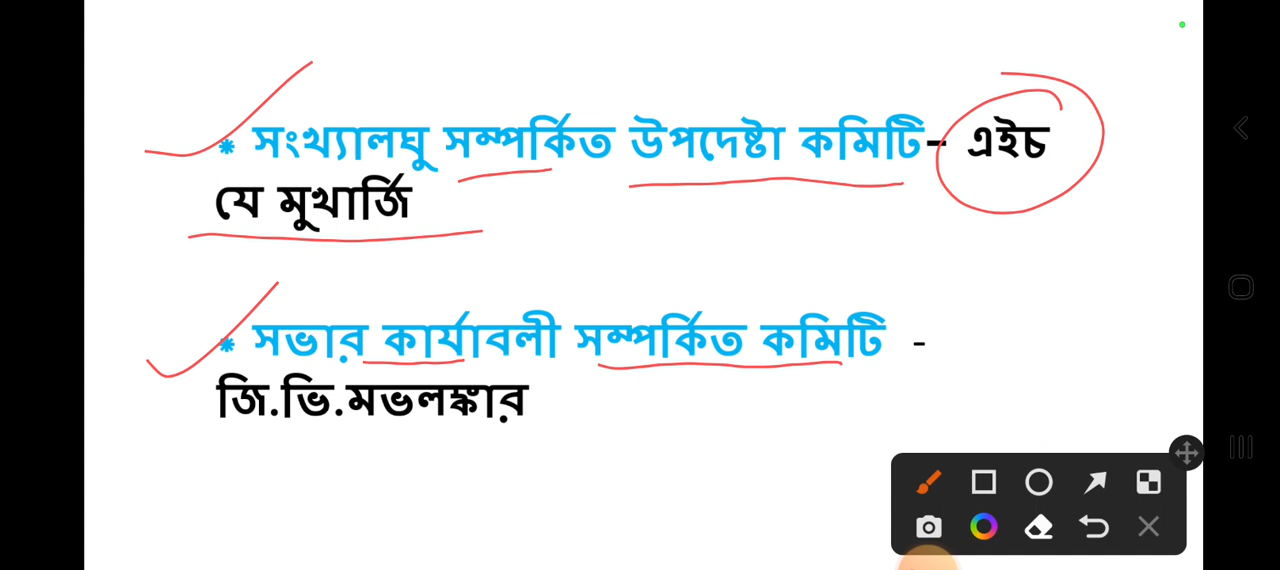 * সংখ্যালঘু সম্পর্কিত উপদেষ্টা কমিটি- এইচ
যে মুখার্জি
* সভার কার্যাবলী সম্পর্কিত কমিটি -
জি.ভি.মভলঙ্কার